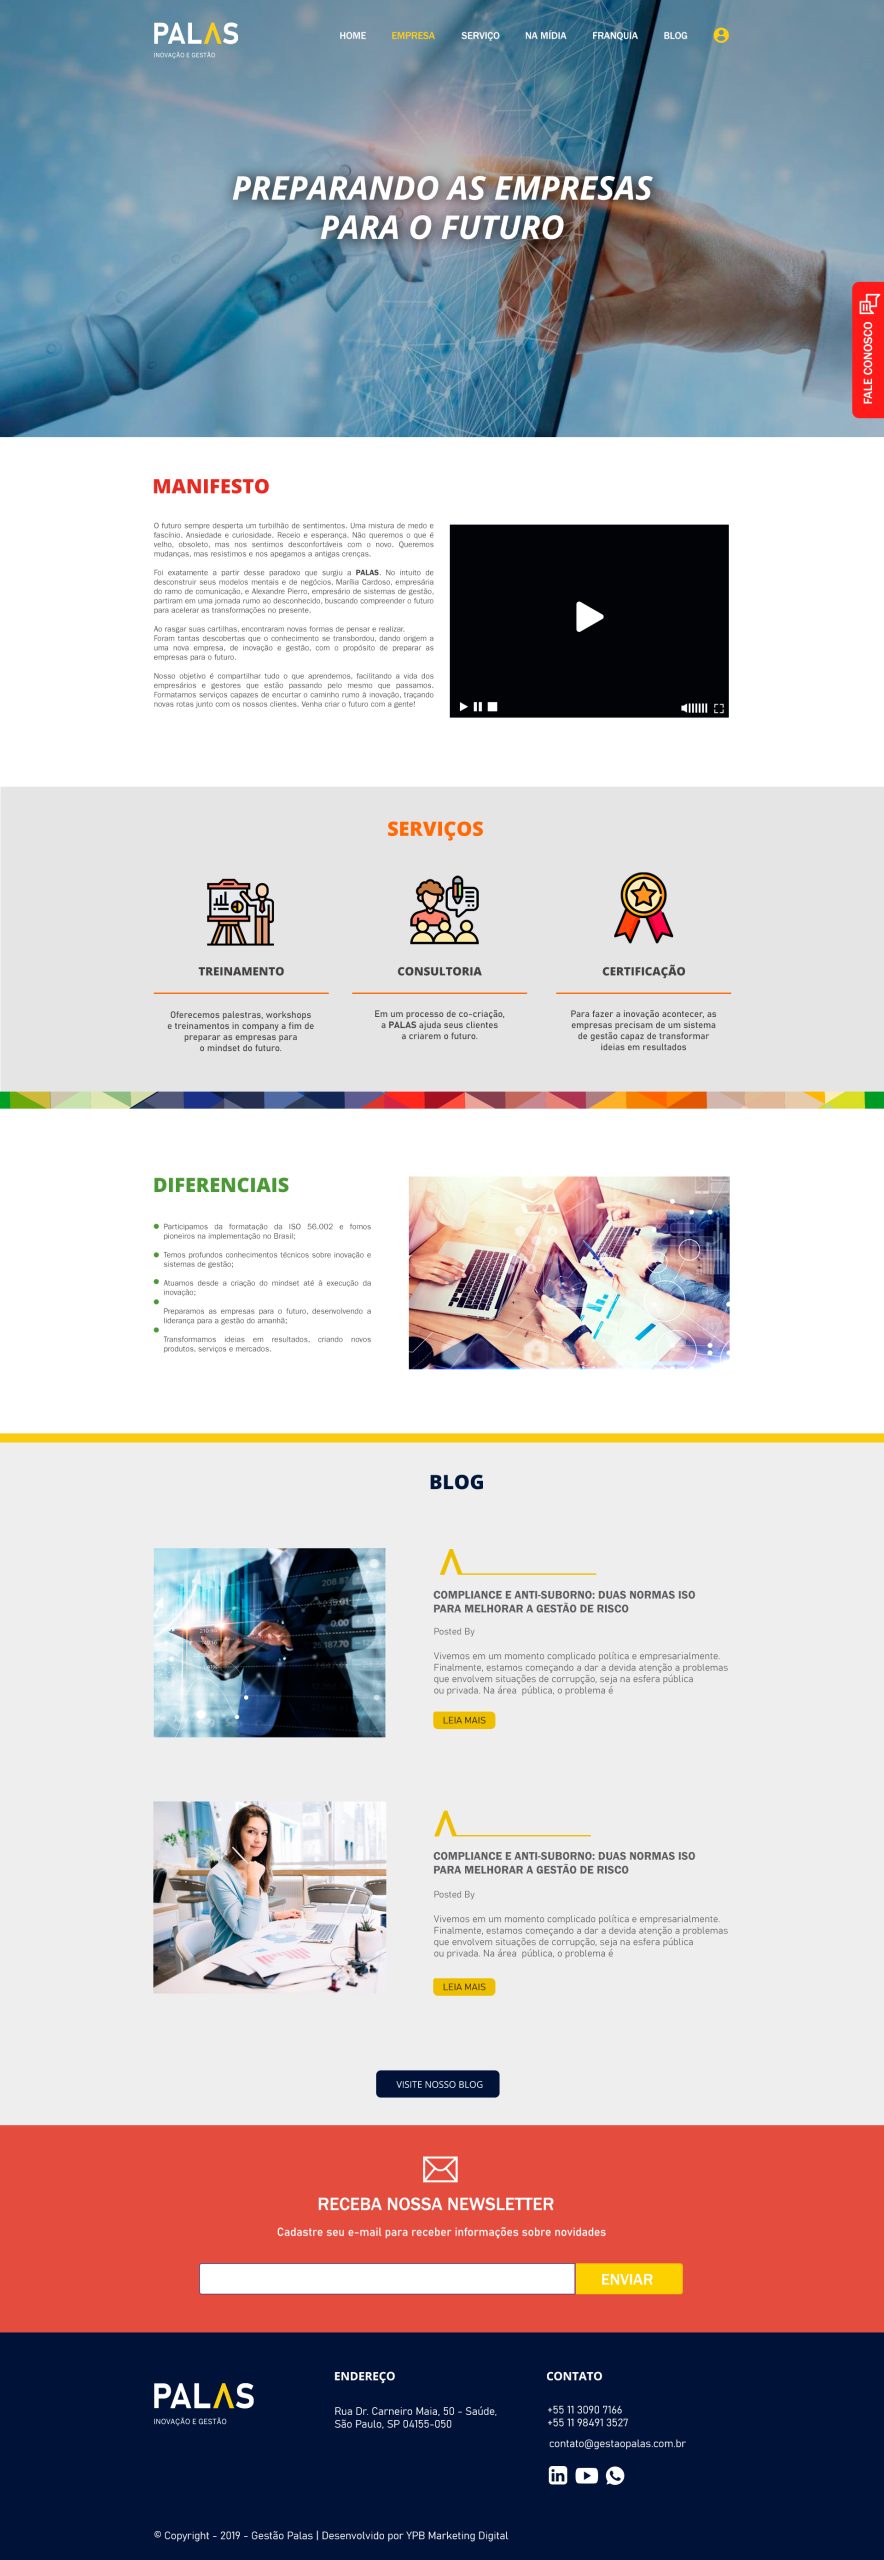 PALAS
INOVAÇÃO E GESTÃO
HOME EMPRESA SERVIÇO NA MÍDIA FRANQUIA BLOG
PREPARANDO AS EMPRESAS
PARA O FUTURO
FALE CONOSCO
MANIFESTO
O futuro sempre desperta um turbilhão de sentimentos. Uma mistura de medo e
fascínio. Ansiedade e curiosidade. Receio e esperança. Não queremos o que é
velho, obsoleto, mas nos sentimos desconfortáveis com o novo. Queremos
mudanças, mas resistimos e nos apegamos a antigas crenças.
Foi exatamente a partir desse paradoxo que surgiu a PALAS. No intuito de
desconstruir seus modelos mentais e de negócios, Marília Cardoso, empresária
do ramo de comunicação, e Alexandre Pierro, empresário de sistemas de gestão,
partiram em uma jornada rumo ao desconhecido, buscando compreender o futuro
para acelerar as transformações no presente.
Ao rasgar suas cartilhas, encontraram novas formas de pensar e realizar.
Foram tantas descobertas que o conhecimento se transbordou, dando origem a
uma nova empresa, de inovação e gestão, com o propósito de preparar as
empresas para o futuro.
Nosso objetivo é compartilhar tudo o que aprendemos, facilitando a vida dos
empresários e gestores que estão passando pelo mesmo que passamos.
Formatamos serviços capazes de encurtar o caminho rumo à inovação, traçando
novas rotas junto com os nossos clientes. Venha criar o futuro com a gente!
SERVIÇOS
TREINAMENTO
Oferecemos palestras, workshops
e treinamentos in company a fim de
preparar as empresas para
o mindset do futuro.
CONSULTORIA
Em um processo de co-criação,
a PALAS ajuda seus clientes
a criarem o futuro.
CERTIFICAÇÃO
Para fazer a inovação acontecer, as
empresas precisam de um sistema
de gestão capaz de transformar
ideias em resultados
DIFERENCIAIS
Participamos da formatação da ISO 56.002 e fomos
pioneiros na implementação no Brasil;
Temos profundos conhecimentos técnicos sobre inovação e
sistemas de gestão;
Atuamos desde a criação do mindset até à execução da
inovação;
Preparamos as empresas para o futuro, desenvolvendo a
liderança para a gestão do amanhã;
Transformamos ideias em resultados, criando novos
produtos, serviços e mercados.
BLOG
COMPLIANCE E ANTI-SUBORNO: DUAS NORMAS ISO
PARA MELHORAR A GESTÃO DE RISCO
Posted By
Vivemos em um momento complicado política e empresarialmente.
Finalmente, estamos começando a dar a devida atenção a problemas
que envolvem situações de corrupção, seja na esfera pública
ou privada. Na área  pública, o problema é
LEIA MAIS
COMPLIANCE E ANTI-SUBORNO: DUAS NORMAS ISO
PARA MELHORAR A GESTÃO DE RISCO
Posted By
Vivemos em um momento complicado política e empresarialmente.
Finalmente, estamos começando a dar a devida atenção a problemas
que envolvem situações de corrupção, seja na esfera pública
ou privada. Na área  pública, o problema é
LEIA MAIS
VISITE NOSSO BLOG
RECEBA NOSSA NEWSLETTER
Cadastre seu e-mail para receber informações sobre novidades
ENVIAR
PALAS
INOVAÇÃO E GESTÃO
ENDEREÇO
Rua Dr. Carneiro Maia, 50 - Saúde,
São Paulo, SP 04155-050
CONTATO
+55 11 3090 7166
+55 11 98491 3527
contato@gestaopalas.com.br
© Copyright - 2019 - Gestão Palas | Desenvolvido por YPB Marketing Digital